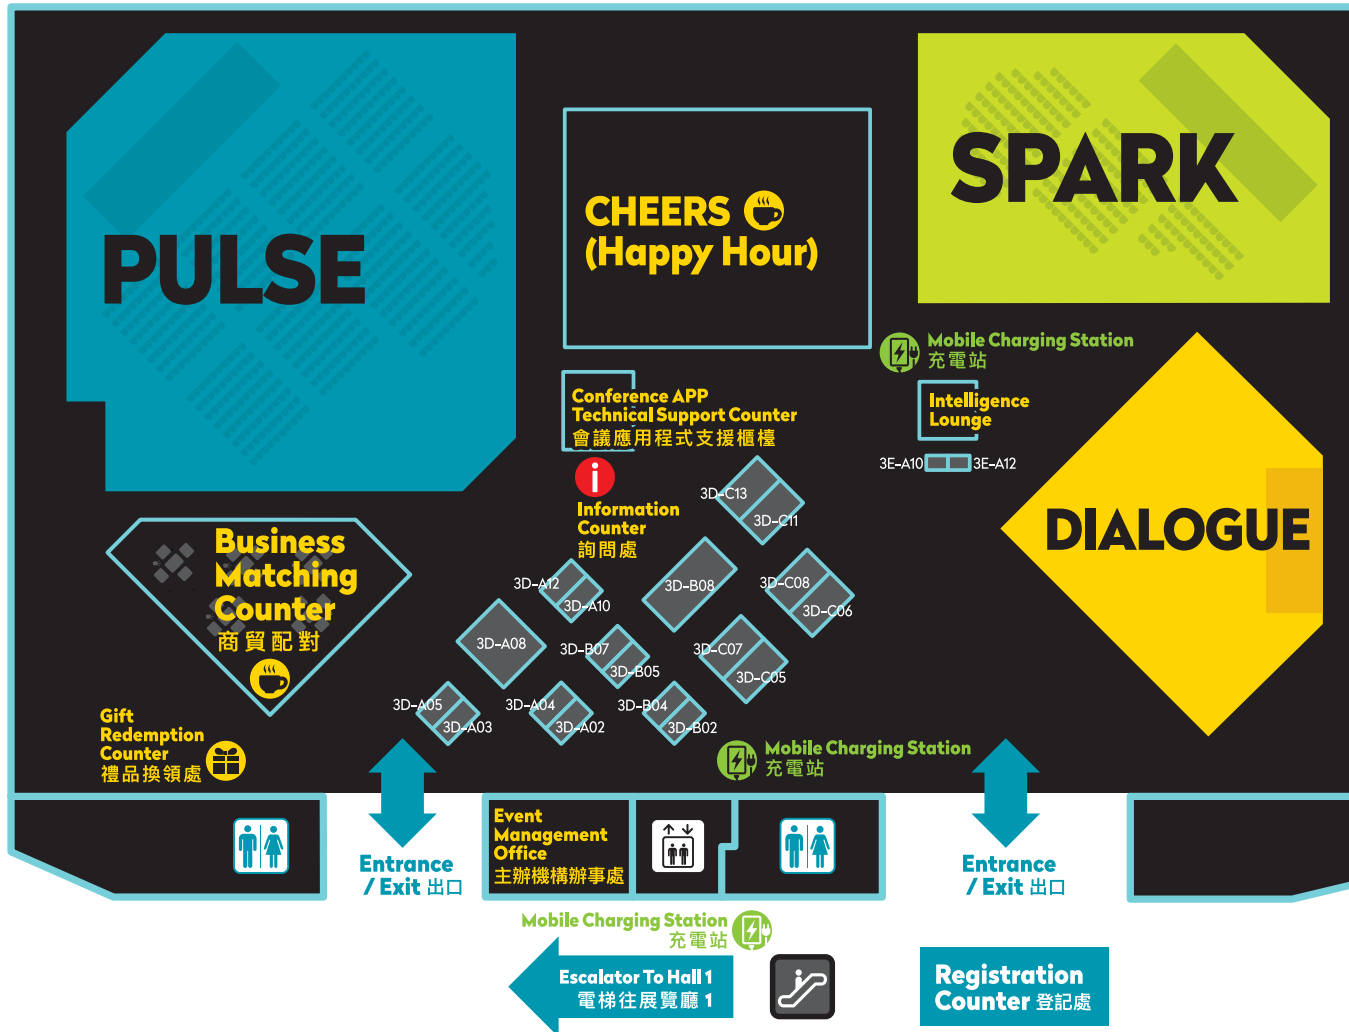 PULSE
CHEERS
(Happy Hour)
SPARK
Mobile Charging Station
充電站
Conference APP
Technical Support Counter
會議應用程式支援櫃檯
Intelligence
Lounge
3E-A10
3E-A12
i
Information
Counter
詢問處
3D-C13
3D-C11
DIALOGUE
Business
Matching
Counter
商貿配對
3D-A12
3D-A10
3D-B08
3D-C08
3D-C06
3D-A08
3D-B07
3D-B05
3D-C07
3D-C05
3D-A05
3D-A03
3D-A04
3D-A02
3D-B04
3D-B02
Gift
Redemption
Counter
禮品換領處
Mobile Charging Station
充電站
Entrance
/ Exit 出口
Event
Management
Office
主辦機構辦事處
Entrance
/ Exit 出口
Mobile Charging Station
充電站
Escalator To Hall 1
電梯往展覽廳 1
Registration
Counter 登記處